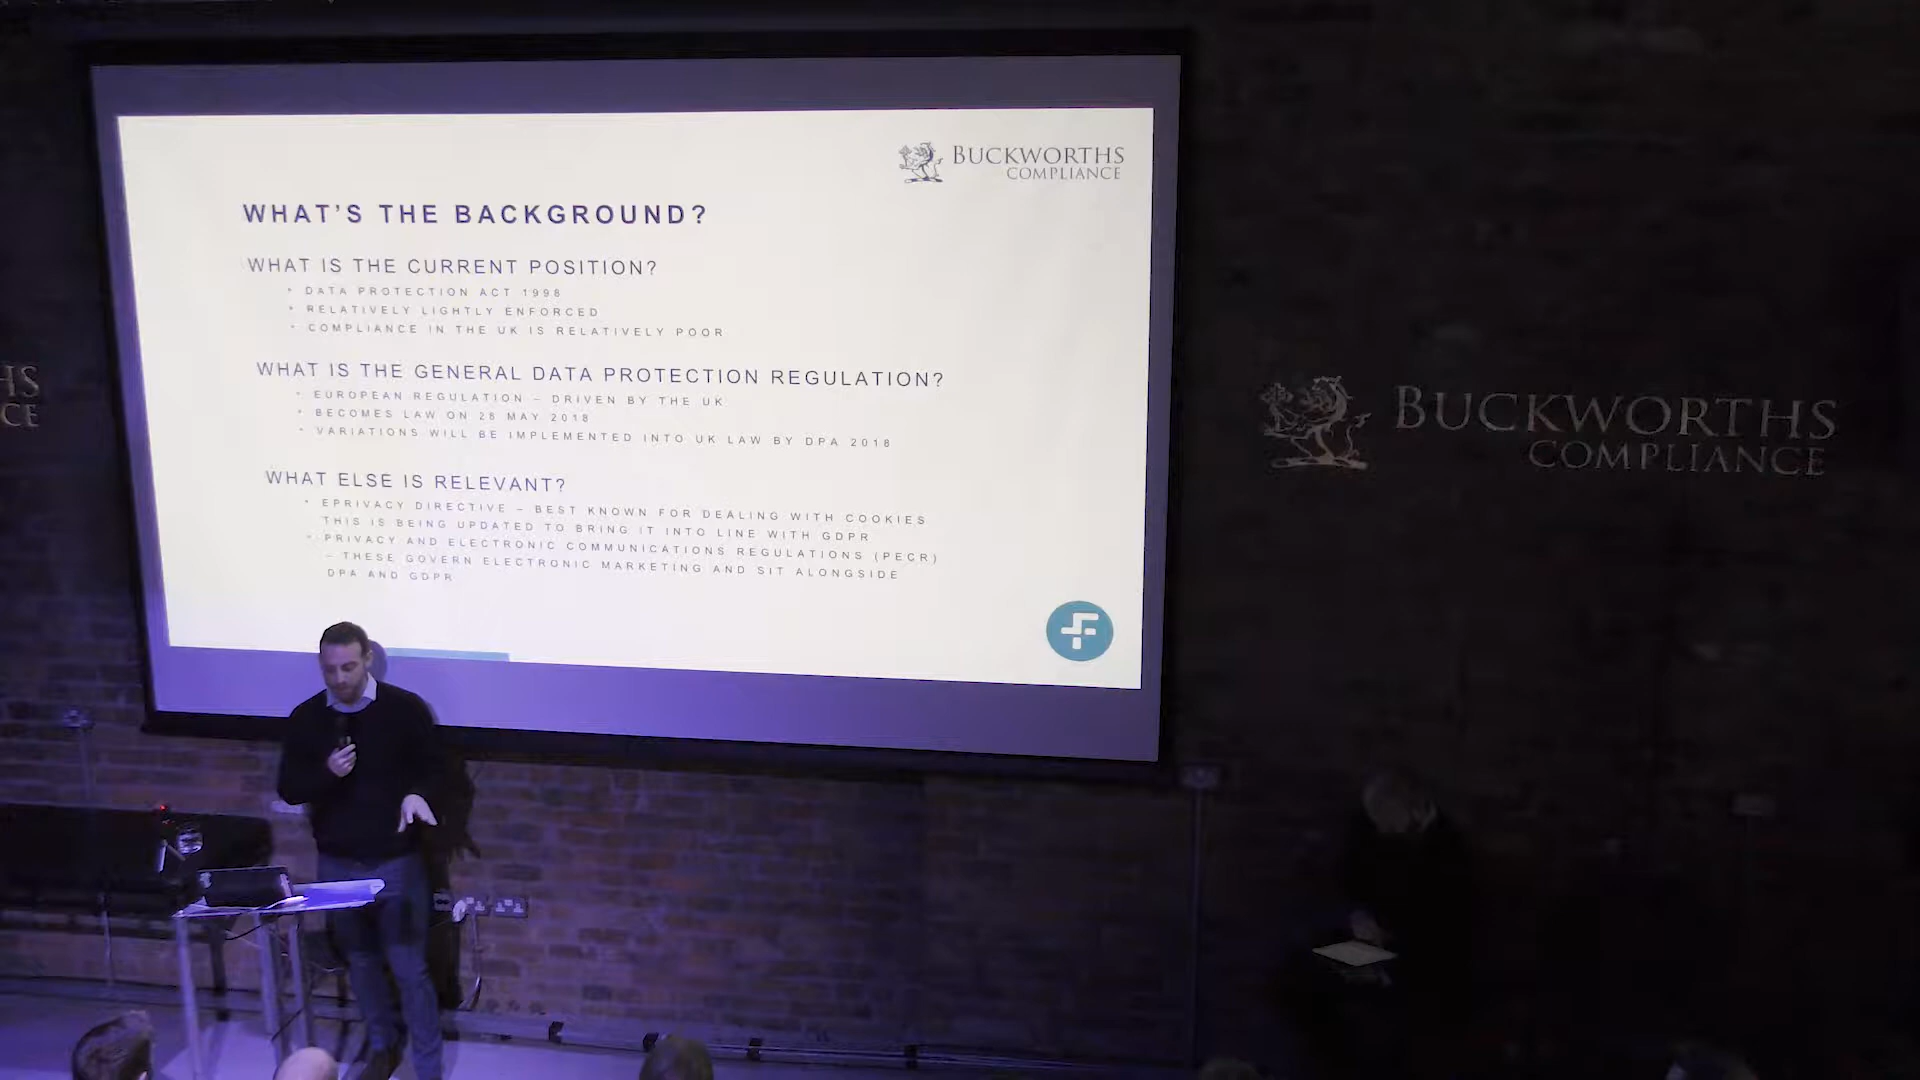 BUCKWORTHS
COMPLIANCE
WHAT'S THE BACKGROUND?
WHAT IS THE CURRENT POSITION?
• DATA PROTECTION ACT 1998
• RELATIVELY LIGHTLY ENFORCED
• COMPLIANCE IN THE UK IS RELATIVELY POOR
WHAT IS THE GENERAL DATA PROTECTION REGULATION?
• EUROPEAN REGULATION – DRIVEN BY THE UK
• BECOMES LAW ON 28 MAY 2018
• VARIATIONS WILL BE IMPLEMENTED INTO UK LAW BY DPA 2018
WHAT ELSE IS RELEVANT?
• EPRIVACY DIRECTIVE – BEST KNOWN FOR DEALING WITH COOKIES
THIS IS BEING UPDATED TO BRING IT INTO LINE WITH GDPR
• PRIVACY AND ELECTRONIC COMMUNICATIONS REGULATIONS (PECR)
– THESE GOVERN ELECTRONIC MARKETING AND SIT ALONGSIDE
DPA AND GDPR
HS
CE
BUCKWORTHS
COMPLIANCE